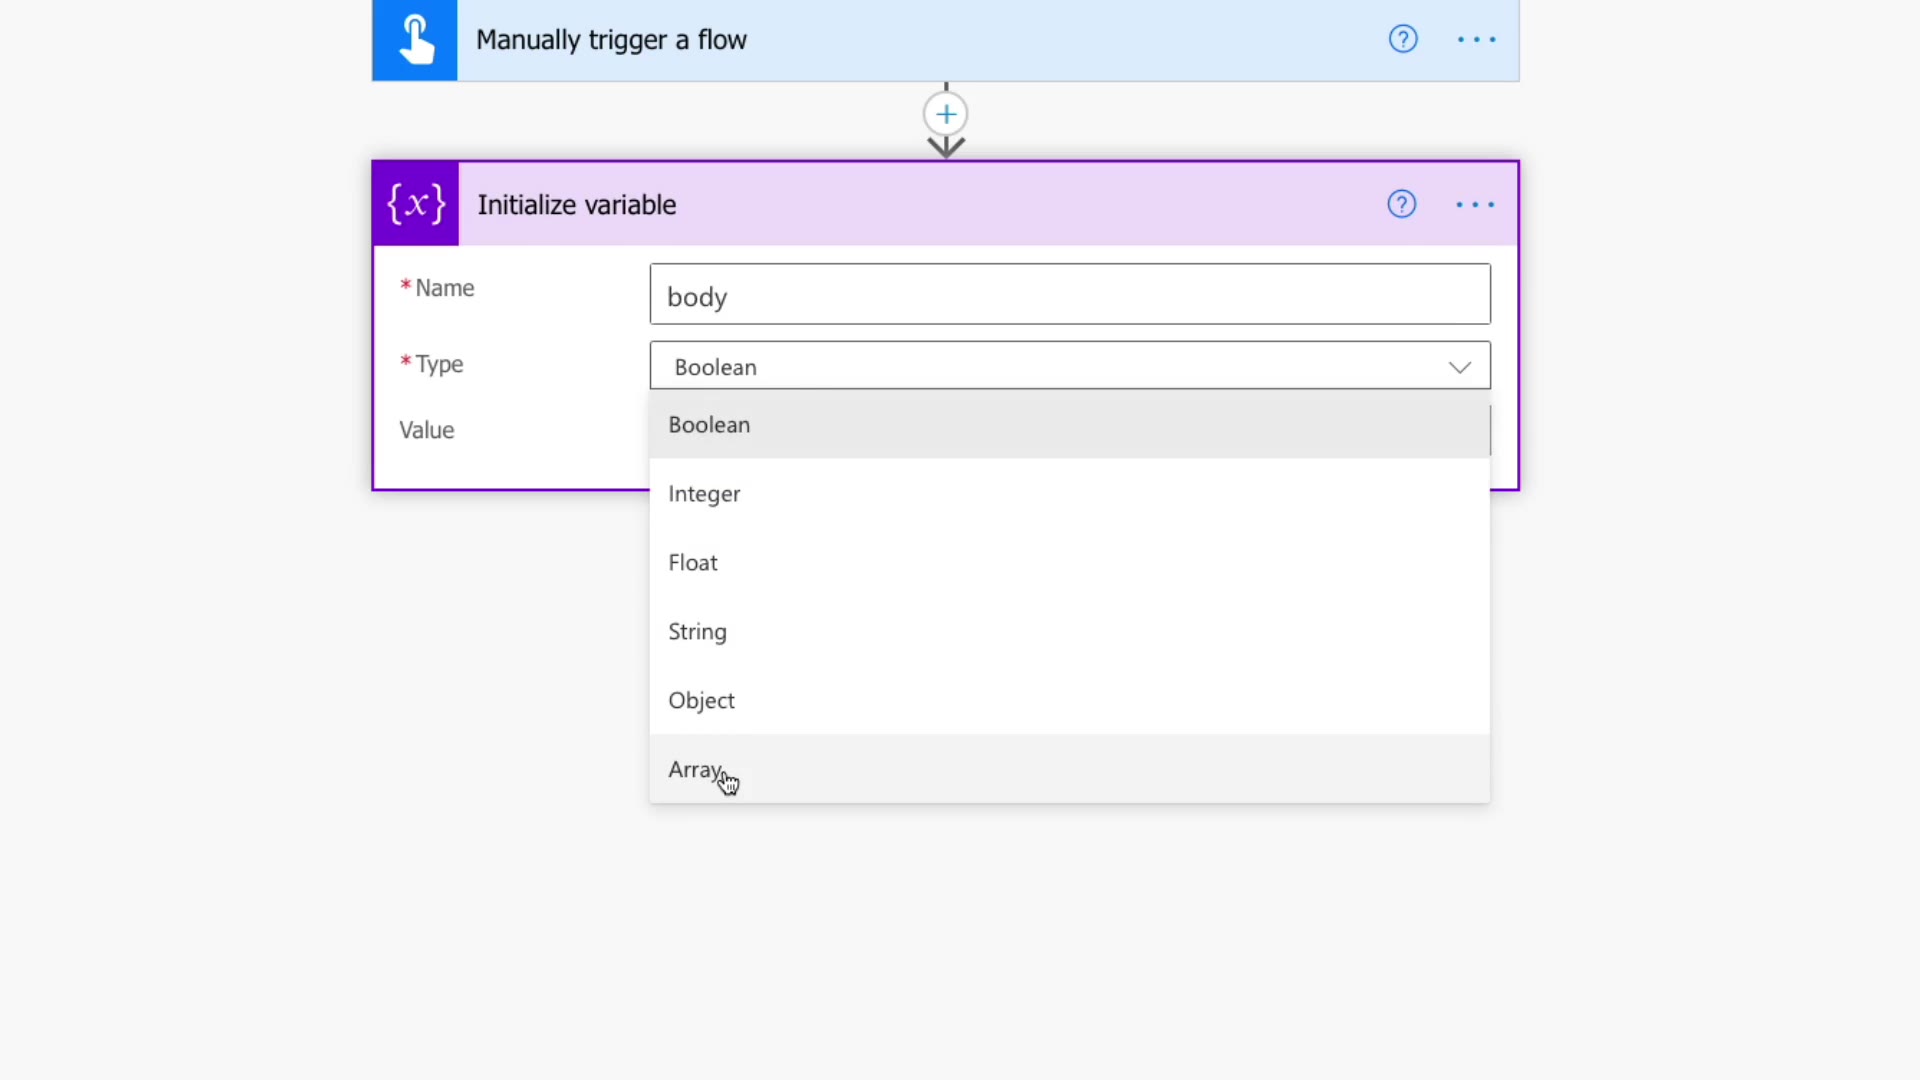 Manually trigger a flow
{x} Initialize variable
* Name
body
* Type
Boolean
Value
Boolean
Integer
Float
String
Object
Array